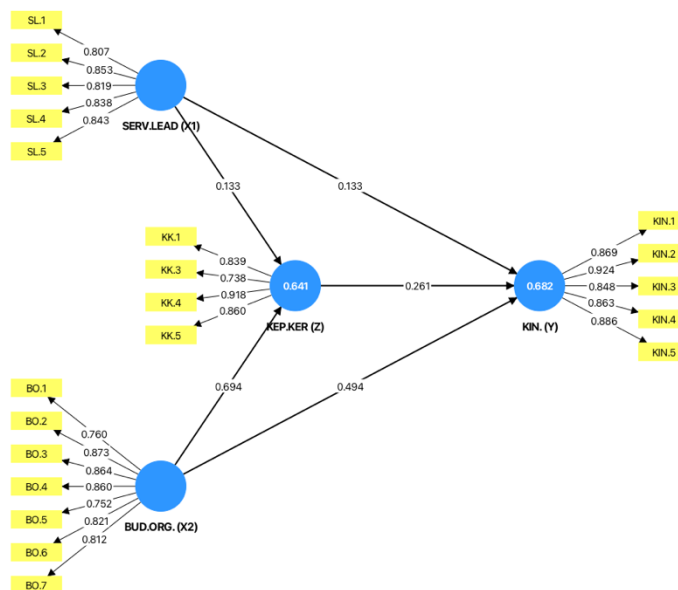 SL.1
SL.2
SL.3
SL.4
SL.5
0.807
0.853
0.819
0.838
0.843
SERV.LEAD (X1)
0.133
0.133
KK.1
KK.3
KK.4
KK.5
0.839
0.738
0.918
0.860
0.641
KEP.KER (Z)
0.261
0.682
KIN. (Y)
0.869
0.924
0.848
0.863
0.886
KIN.1
KIN.2
KIN.3
KIN.4
KIN.5
0.694
0.494
BO.1
BO.2
BO.3
BO.4
BO.5
BO.6
BO.7
0.760
0.873
0.864
0.860
0.752
0.821
0.812
BUD.ORG. (X2)